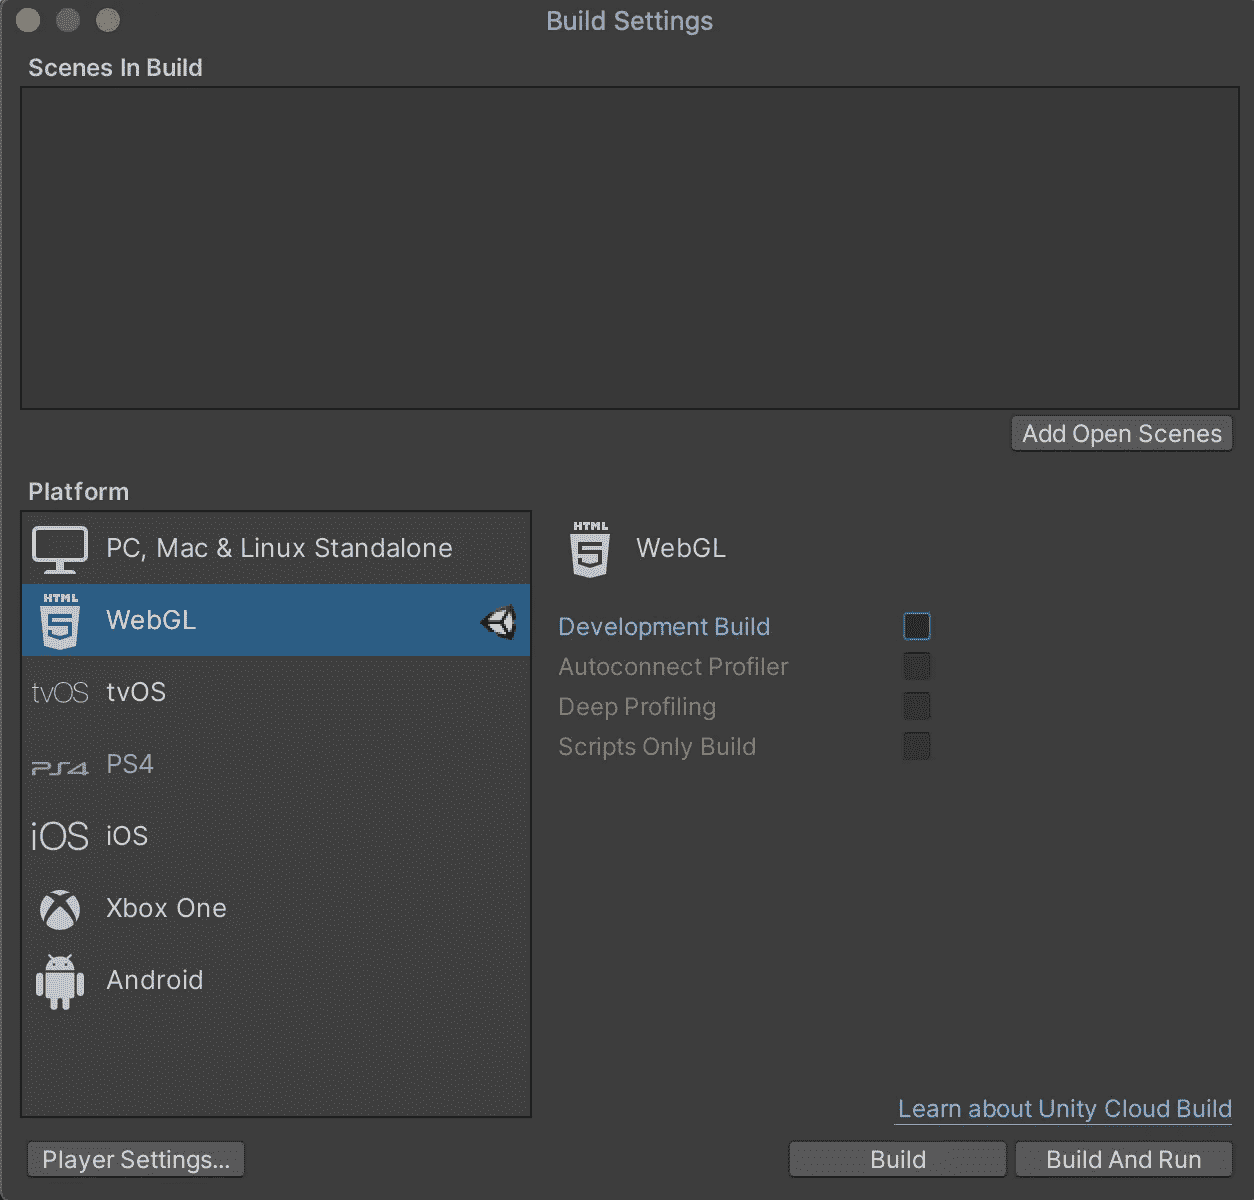 Build Settings
Scenes In Build
Add Open Scenes
Platform
PC, Mac & Linux Standalone
HTML
5
WebGL
tvOS tvOS
PS4 PS4
iOS iOS
Xbox One
Android
HTML
5
WebGL
Development Build
Autoconnect Profiler
Deep Profiling
Scripts Only Build
Learn about Unity Cloud Build
Player Settings...
Build
Build And Run